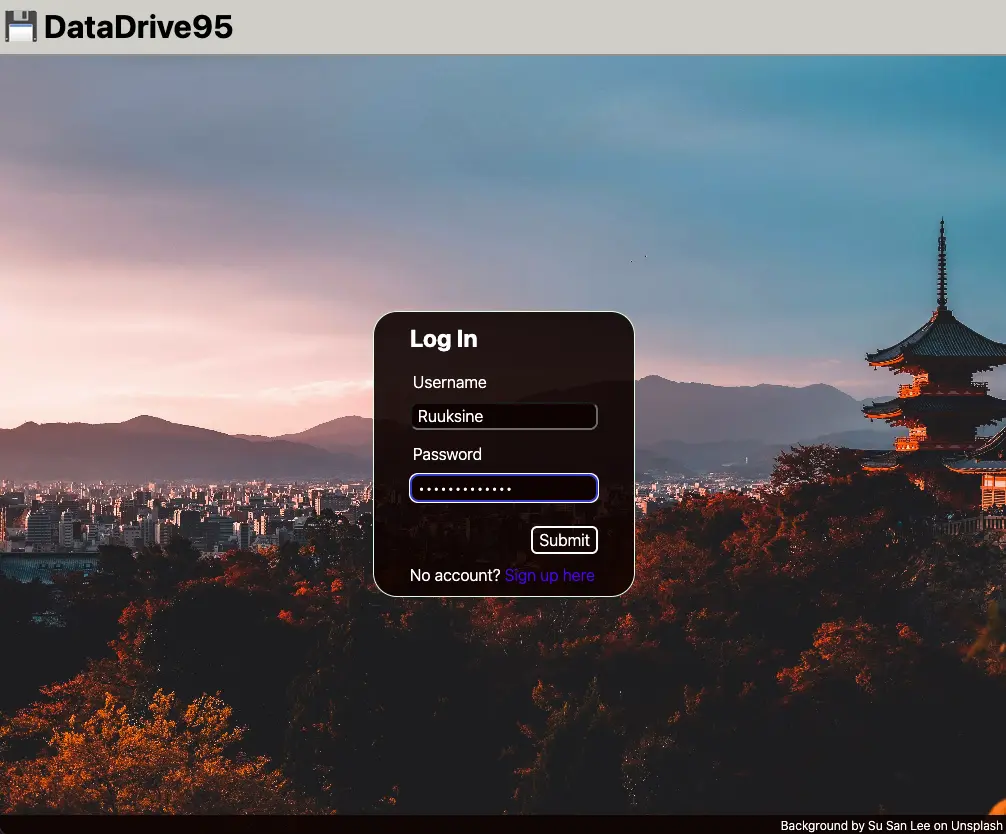 DataDrive95
Log In
Username
Ruuksine
Password
•••••••••••••
Submit
No account? Sign up here
Background by Su San Lee on Unsplash